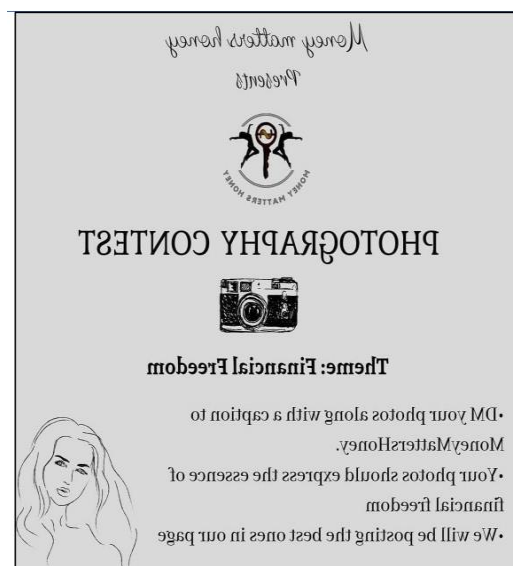 Money matters honey
Presents
MONEY MATTERS HONEY
PHOTOGRAPHY CONTEST
Theme: Financial Freedom
•DM your photos along with a caption to
MoneyMattersHoney.
•Your photos should express the essence of
financial freedom
•We will be posting the best ones in our page